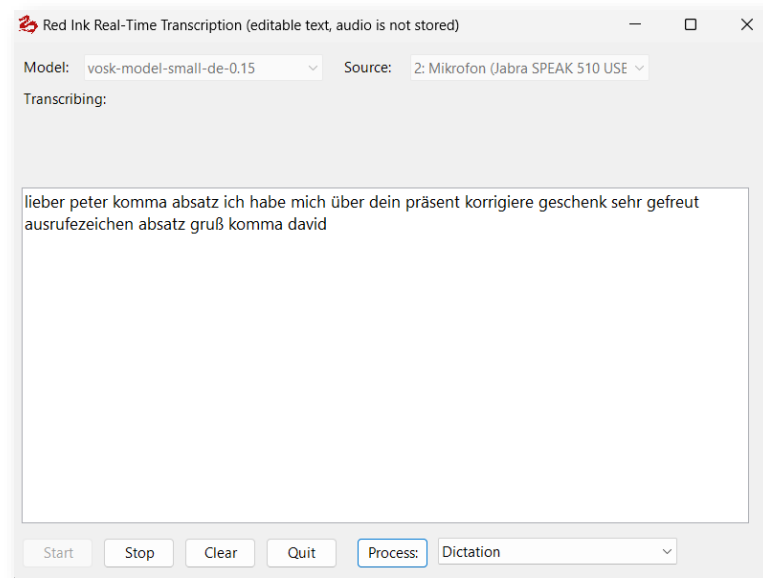 Red Ink Real-Time Transcription (editable text, audio is not stored)
Model: vosk-model-small-de-0.15 Source: 2: Mikrofon (Jabra SPEAK 510 USE
Transcribing:
lieber peter komma absatz ich habe mich über dein präsent korrigiere geschenk sehr gefreut
ausrufezeichen absatz gruß komma david
Start Stop Clear Quit Process: Dictation